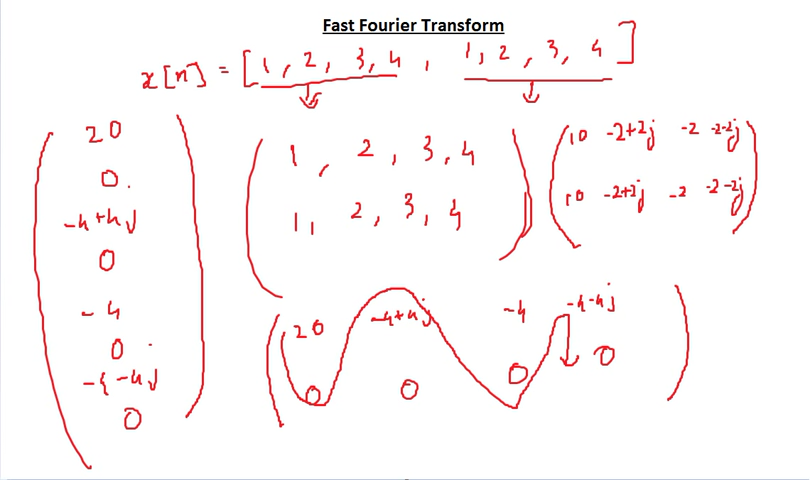 Fast Fourier Transform
x[n] = [1, 2, 3, 4, 1, 2, 3, 4]
20
0.
-4+4j
0
-4
0
-4-4j
0
1, 2, 3, 4
1, 2, 3, 4
10 -2+2j -2 -2-2j
10 -2+2j -2 -2-2j
20 -4+4j -4 -4-4j
0 0 0 0